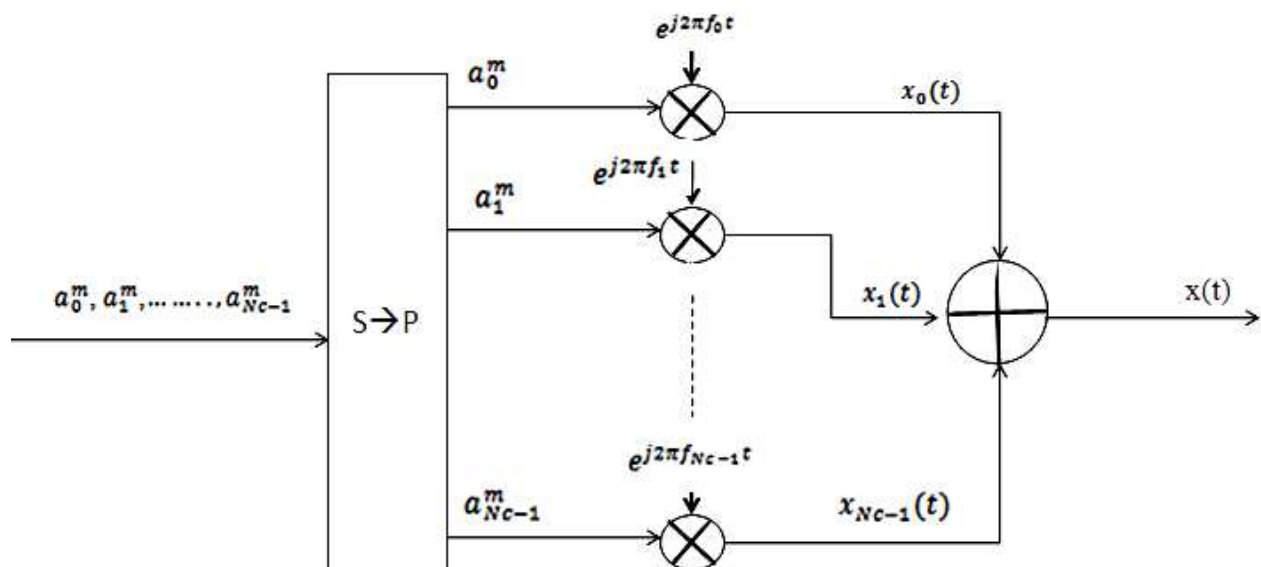 e^{j2πf_0t}
a_0^m
x_0(t)
e^{j2πf_1t}
a_1^m
a_0^m, a_1^m, ... ... .., a_{Nc-1}^m
S→P
x_1(t)
x(t)
e^{j2πf_{Nc-1}t}
a_{Nc-1}^m
x_{Nc-1}(t)